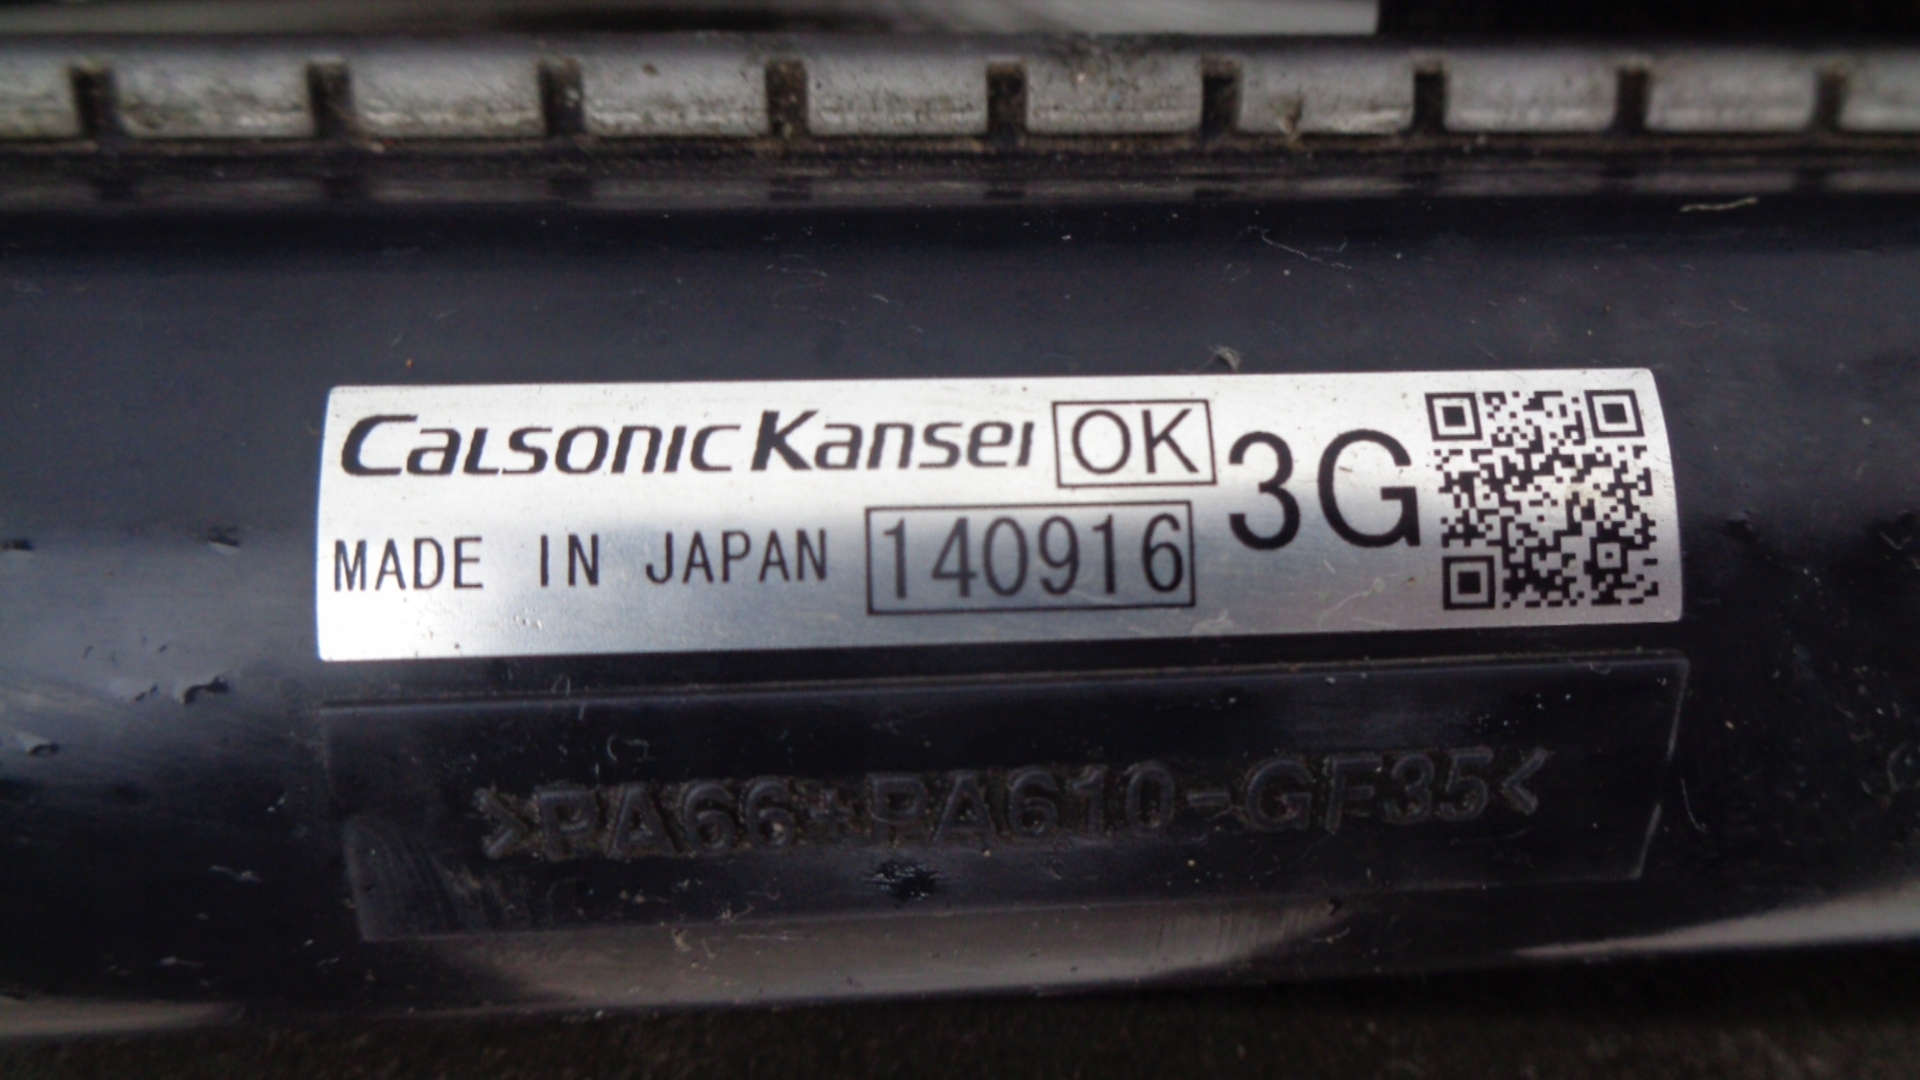 CALSONIC Kansei OK 3G
MADE IN JAPAN 140916
>PA66+PA610-GF35<